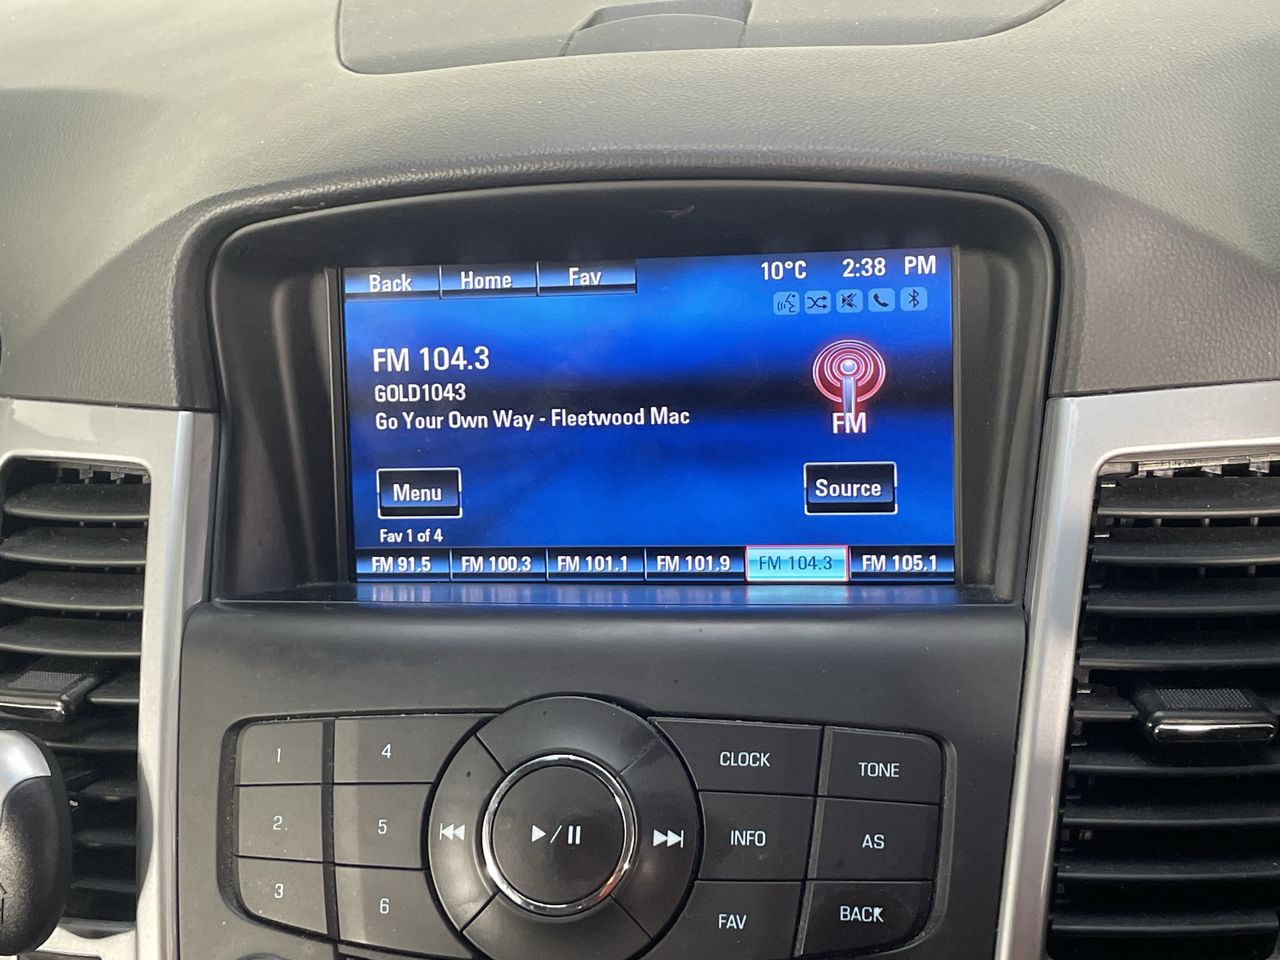 Back Home Fav 10°C 2:38 PM
FM 104.3
GOLD1043
Go Your Own Way - Fleetwood Mac
FM
Menu Source
Fav 1 of 4
FM 91.5 FM 100.3 FM 101.1 FM 101.9 FM 104.3 FM 105.1
1 4 CLOCK TONE
2 5 INFO AS
3 6 FAV BACK